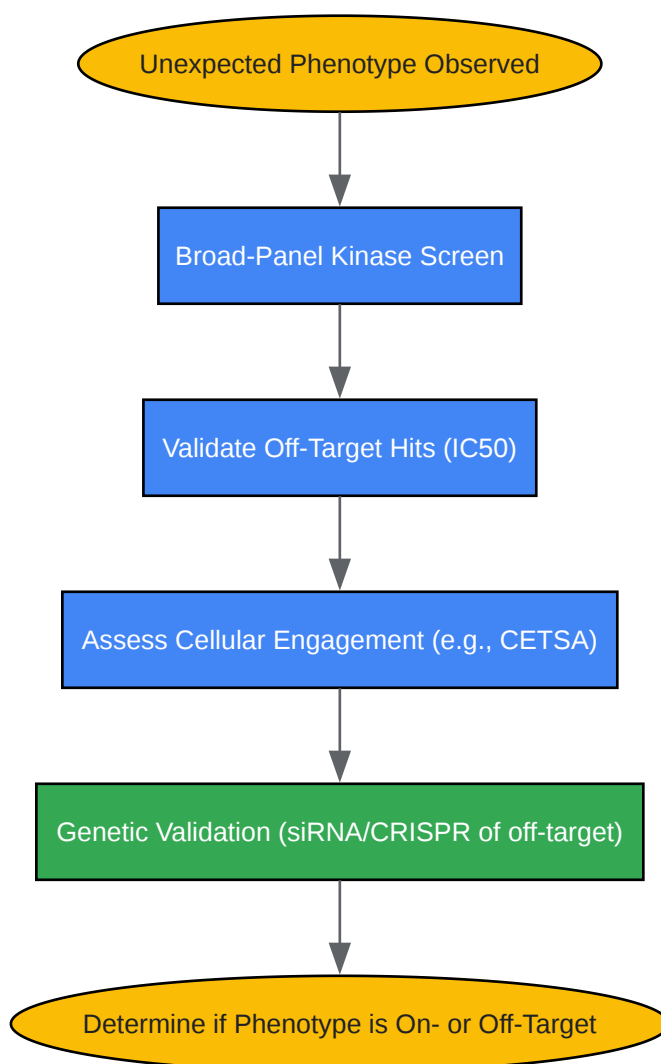 Unexpected Phenotype Observed
Broad-Panel Kinase Screen
Validate Off-Target Hits (IC50)
Assess Cellular Engagement (e.g., CETSA)
Genetic Validation (siRNA/CRISPR of off-target)
Determine if Phenotype is On- or Off-Target